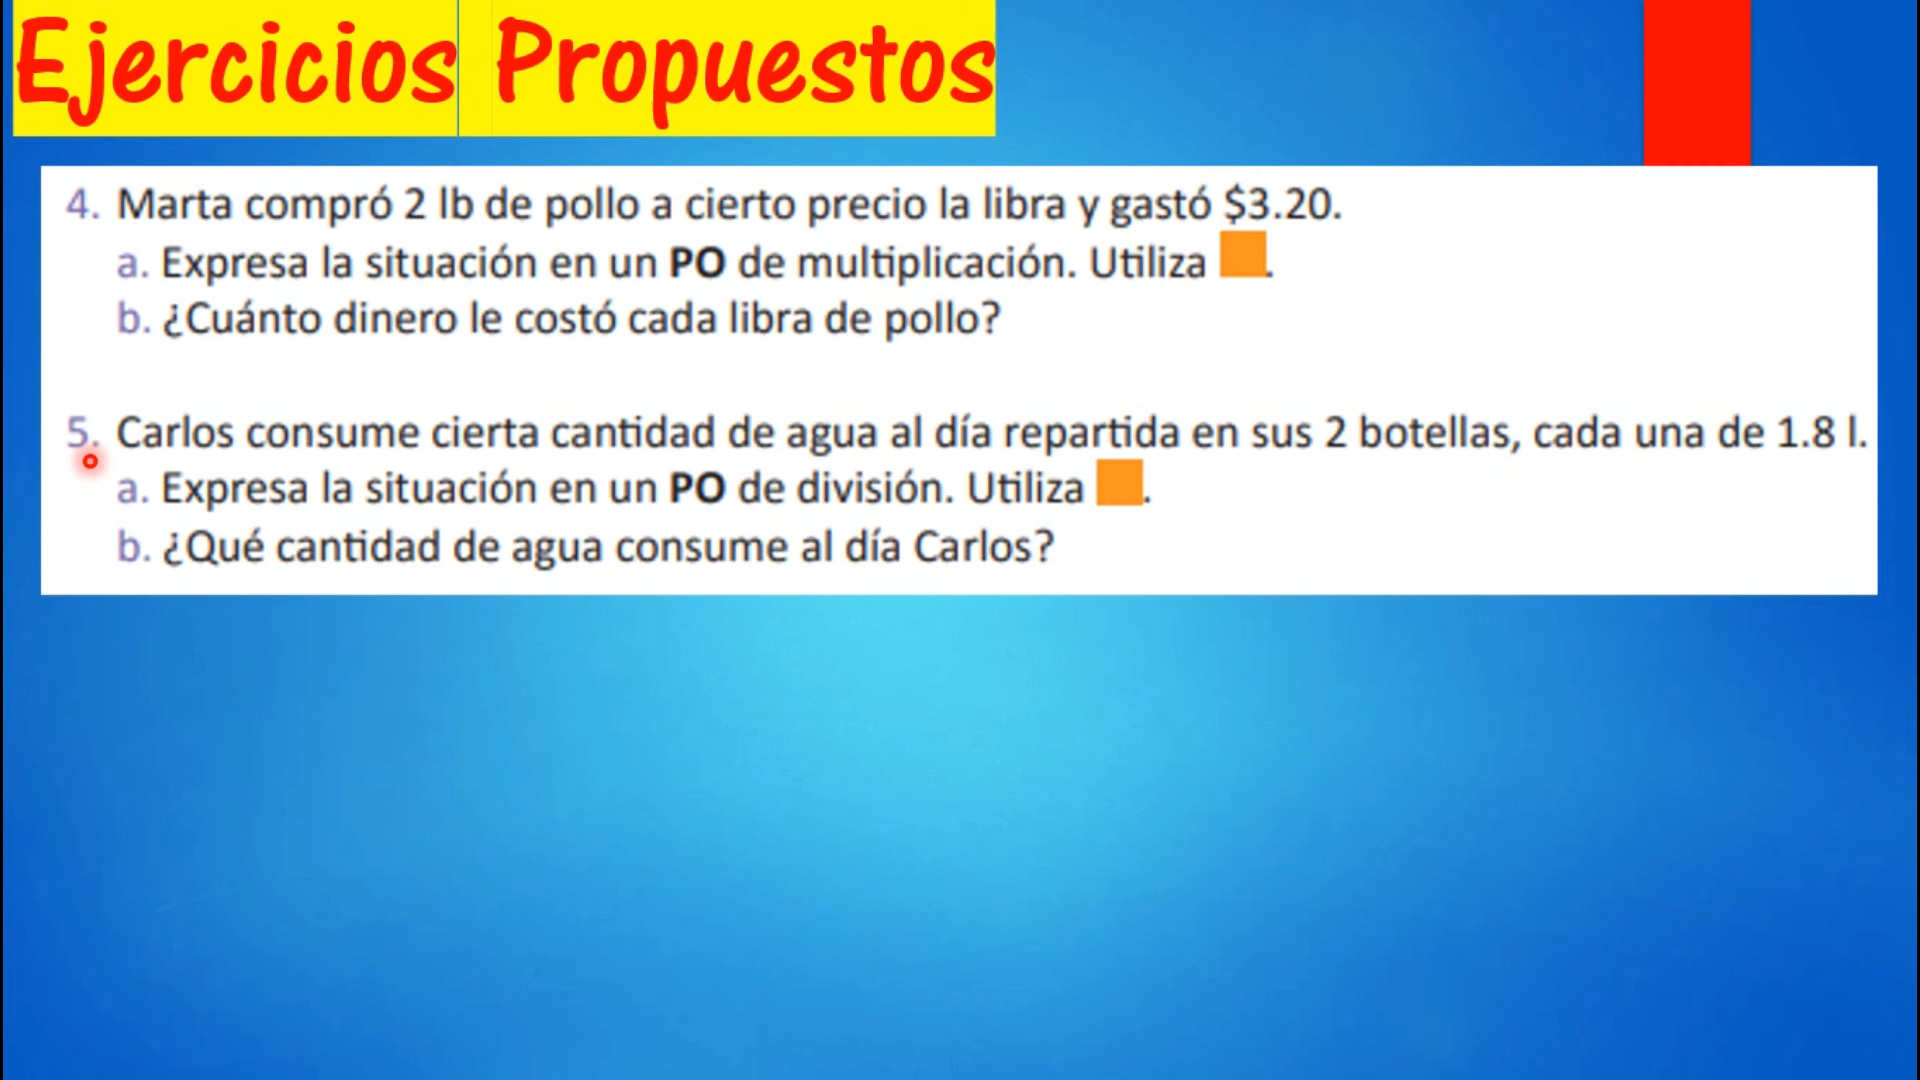 Ejercicios Propuestos
4. Marta compró 2 lb de pollo a cierto precio la libra y gastó $3.20.
a. Expresa la situación en un PO de multiplicación. Utiliza .
b. ¿Cuánto dinero le costó cada libra de pollo?
5. Carlos consume cierta cantidad de agua al día repartida en sus 2 botellas, cada una de 1.8 l.
a. Expresa la situación en un PO de división. Utiliza .
b. ¿Qué cantidad de agua consume al día Carlos?